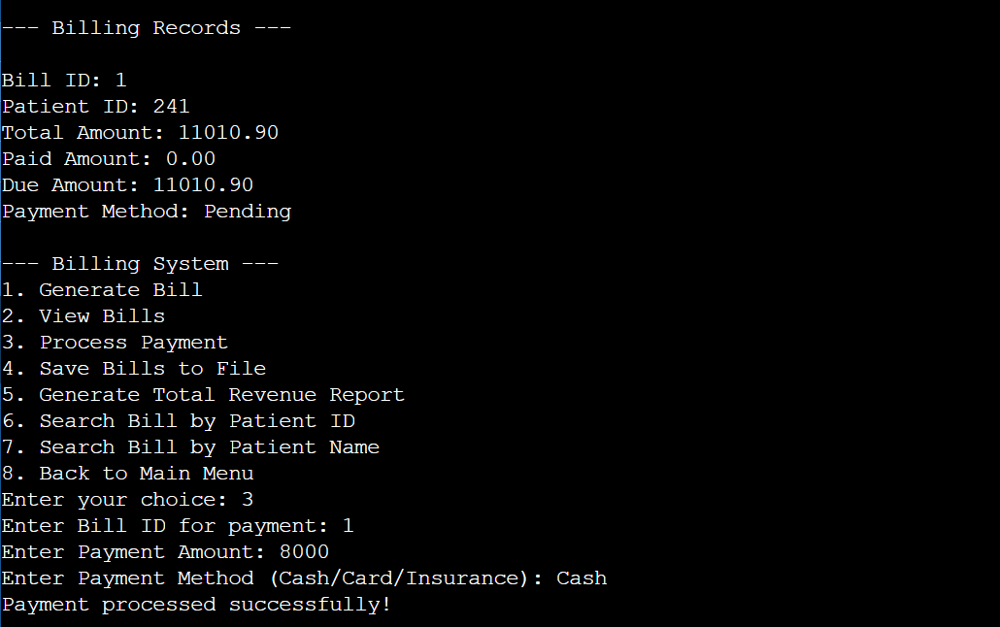 --- Billing Records ---
Bill ID: 1
Patient ID: 241
Total Amount: 11010.90
Paid Amount: 0.00
Due Amount: 11010.90
Payment Method: Pending
--- Billing System ---
1. Generate Bill
2. View Bills
3. Process Payment
4. Save Bills to File
5. Generate Total Revenue Report
6. Search Bill by Patient ID
7. Search Bill by Patient Name
8. Back to Main Menu
Enter your choice: 3
Enter Bill ID for payment: 1
Enter Payment Amount: 8000
Enter Payment Method (Cash/Card/Insurance): Cash
Payment processed successfully!